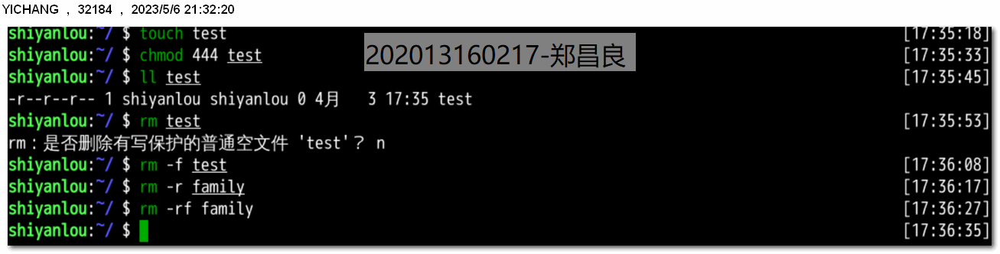 YICHANG , 32184 , 2023/5/6 21:32:20
shiyanlou:~/ $ touch test [17:35:18]
202013160217-郑昌良
shiyanlou:~/ $ chmod 444 test [17:35:33]
shiyanlou:~/ $ ll test [17:35:45]
-r--r--r-- 1 shiyanlou shiyanlou 0 4月 3 17:35 test
shiyanlou:~/ $ rm test [17:35:53]
rm：是否删除有写保护的普通空文件 'test'？ n
shiyanlou:~/ $ rm -f test [17:36:08]
shiyanlou:~/ $ rm -r family [17:36:17]
shiyanlou:~/ $ rm -rf family [17:36:27]
shiyanlou:~/ $ [17:36:35]